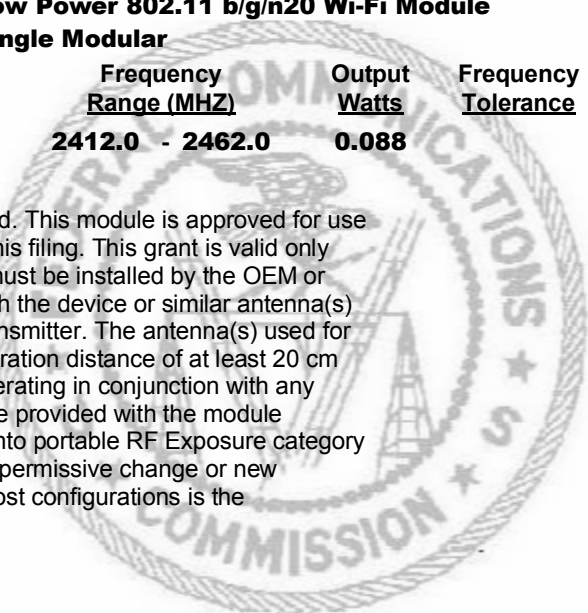 ow Power 802.11 b/g/n20 Wi-Fi Module
ngle Modular
Frequency Output Frequency
Range (MHZ) Watts Tolerance
2412.0 - 2462.0 0.088
d. This module is approved for use
his filing. This grant is valid only
must be installed by the OEM or
h the device or similar antenna(s)
nsmitter. The antenna(s) used for
ration distance of at least 20 cm
erating in conjunction with any
e provided with the module
nto portable RF Exposure category
permissive change or new
ost configurations is the
COMMUNICATIONS
COMMISSION